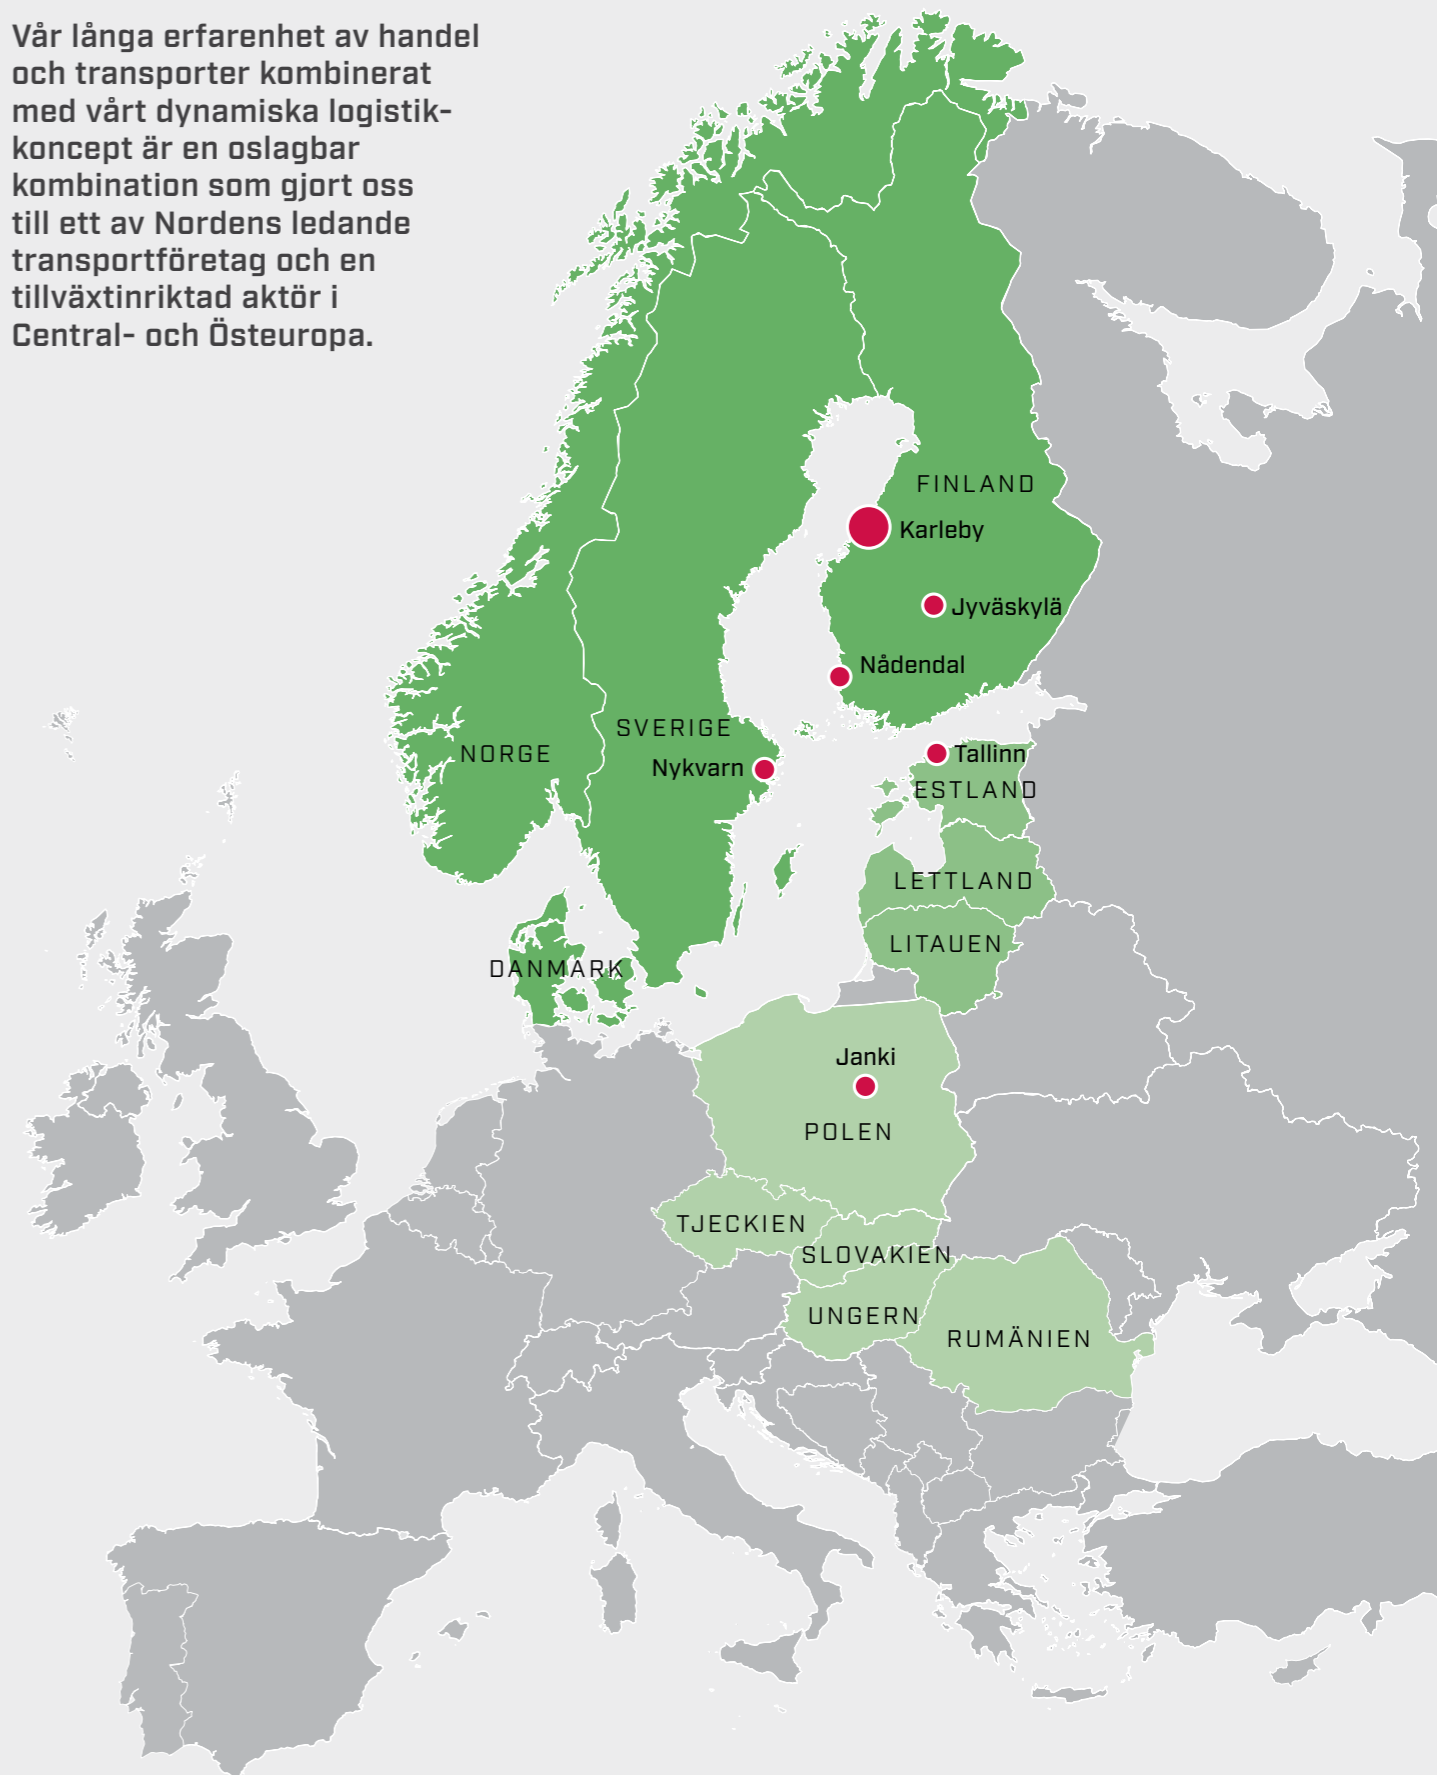 Vår långa erfarenhet av handel
och transporter kombinerat
med vårt dynamiska logistik-
koncept är en oslagbar
kombination som gjort oss
till ett av Nordens ledande
transportföretag och en
tillväxtinriktad aktör i
Central- och Östeuropa.
FINLAND
Karleby
Jyväskylä
Nådendal
SVERIGE
NORGE
Nykvarn
Tallinn
ESTLAND
LETTLAND
LITAUEN
DANMARK
Janki
POLEN
TJECKIEN
SLOVAKIEN
UNGERN
RUMÄNIEN